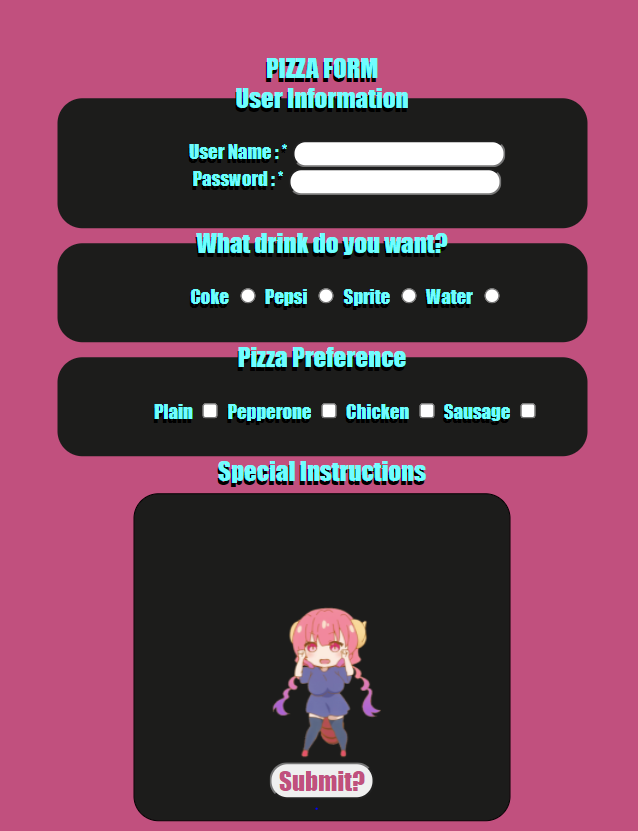 PIZZA FORM
User Information
User Name : *
Password : *
What drink do you want?
Coke Pepsi Sprite Water
Pizza Preference
Plain Pepperone Chicken Sausage
Special Instructions
Submit?